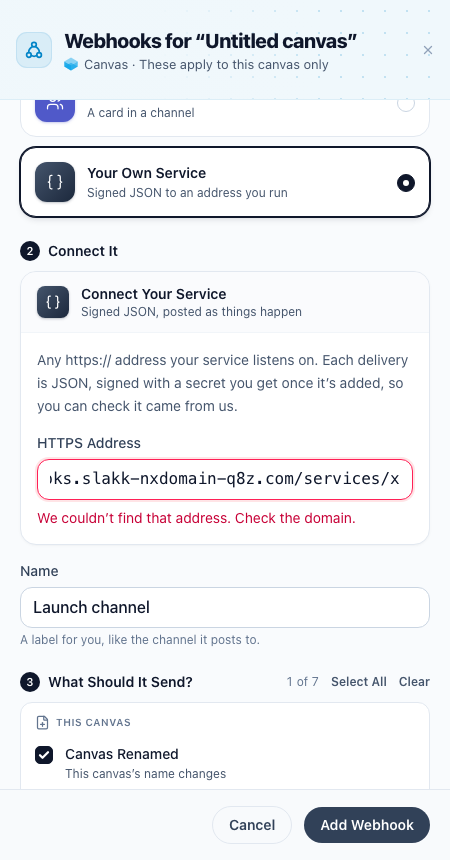 Webhooks for “Untitled canvas”
Canvas · These apply to this canvas only
A card in a channel
{ }
Your Own Service
Signed JSON to an address you run
2 Connect It
{ }
Connect Your Service
Signed JSON, posted as things happen
Any https:// address your service listens on. Each delivery
is JSON, signed with a secret you get once it’s added, so
you can check it came from us.
HTTPS Address
ks.slakk-nxdomain-q8z.com/services/x
We couldn’t find that address. Check the domain.
Name
Launch channel
A label for you, like the channel it posts to.
3 What Should It Send? 1 of 7 Select All Clear
THIS CANVAS
Canvas Renamed
This canvas’s name changes
Cancel Add Webhook